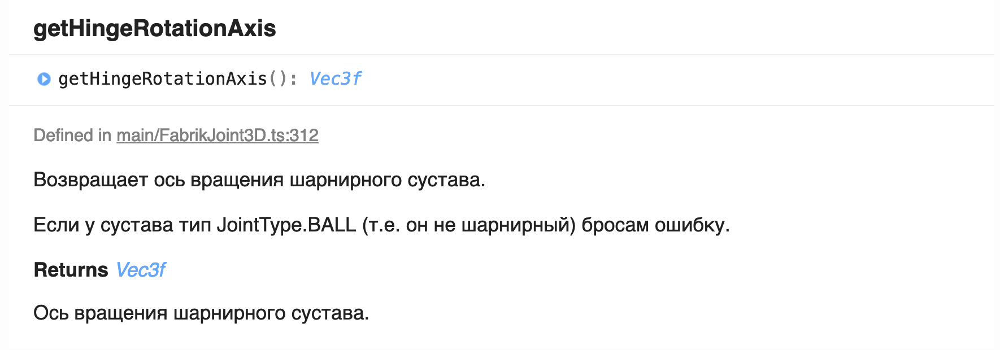 getHingeRotationAxis
getHingeRotationAxis(): Vec3f
Defined in main/FabrikJoint3D.ts:312
Возвращает ось вращения шарнирного сустава.
Если у сустава тип JointType.BALL (т.е. он не шарнирный) бросам ошибку.
Returns Vec3f
Ось вращения шарнирного сустава.